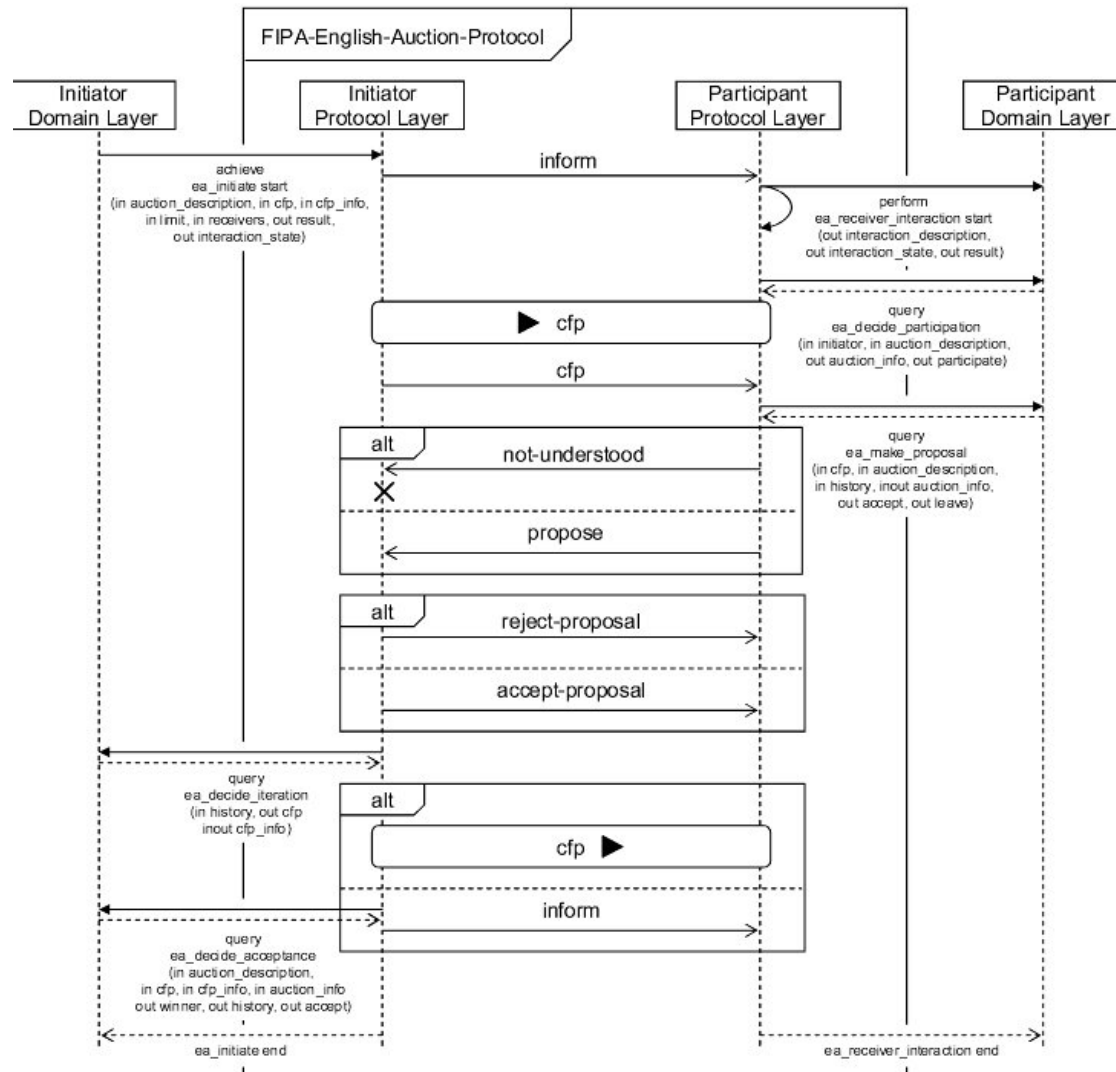 FIPA-English-Auction-Protocol
Initiator
Domain Layer
Initiator
Protocol Layer
Participant
Protocol Layer
Participant
Domain Layer
achieve
ea_initiate start
(in auction_description, in cfp, in cfp_info,
in limit, in receivers, out result,
out interaction_state)
inform
perform
ea_receiver_interaction start
(out interaction_description,
out interaction_state, out result)
cfp
query
ea_decide_participation
(in initiator, in auction_description,
out auction_info, out participate)
cfp
alt
not-understood
propose
query
ea_make_proposal
(in cfp, in auction_description,
in history, inout auction_info,
out accept, out leave)
alt
reject-proposal
accept-proposal
query
ea_decide_iteration
(in history, out cfp
inout cfp_info)
alt
cfp
inform
query
ea_decide_acceptance
(in auction_description,
in cfp, in cfp_info, in auction_info
out winner, out history, out accept)
ea_initiate end
ea_receiver_interaction end